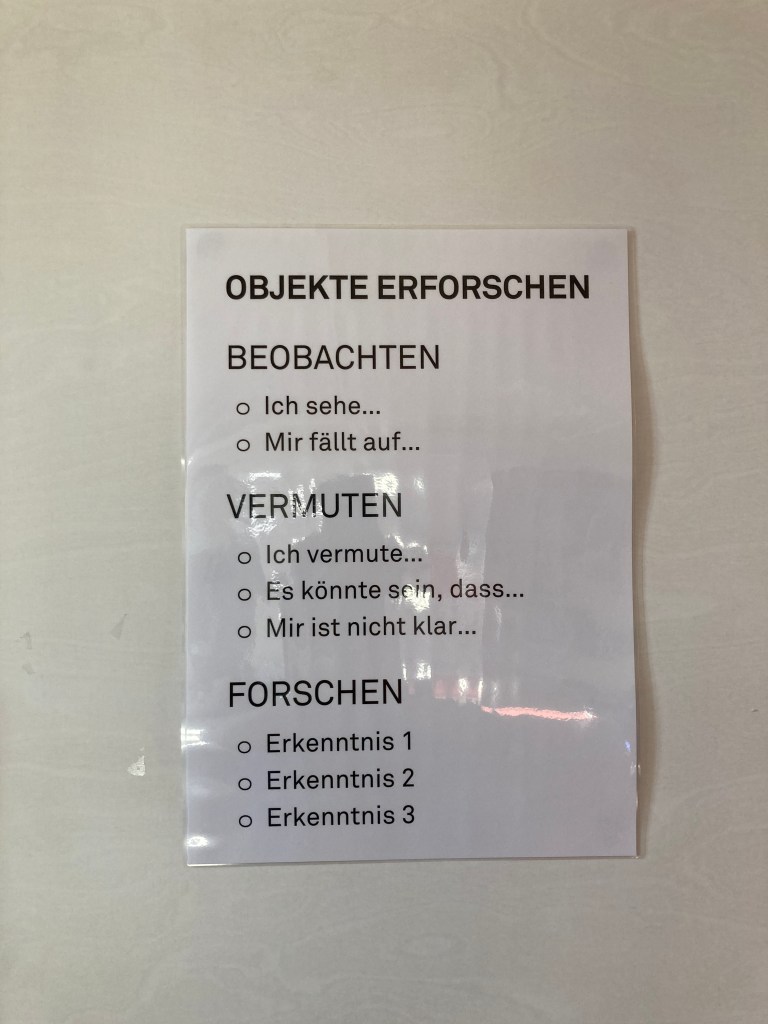 OBJEKTE ERFORSCHEN
BEOBACHTEN
o Ich sehe...
o Mir fällt auf...
VERMUTEN
o Ich vermute...
o Es könnte sein, dass...
o Mir ist nicht klar...
FORSCHEN
o Erkenntnis 1
o Erkenntnis 2
o Erkenntnis 3